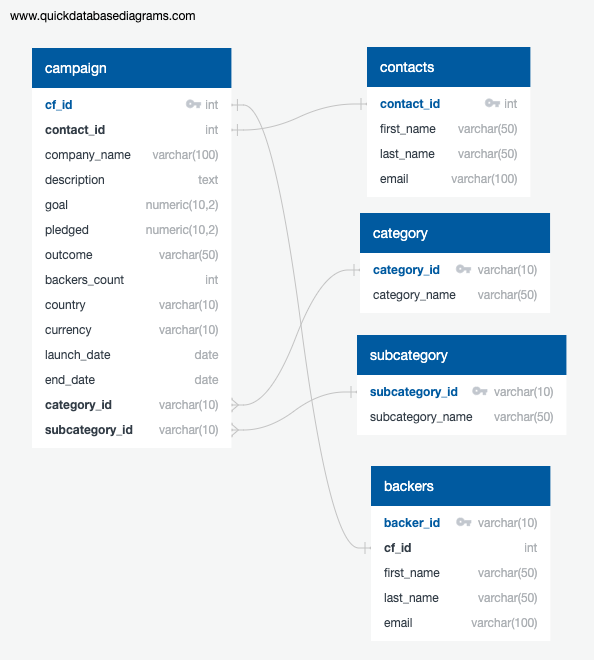 www.quickdatabasediagrams.com
campaign
cf_id int
contact_id int
company_name varchar(100)
description text
goal numeric(10,2)
pledged numeric(10,2)
outcome varchar(50)
backers_count int
country varchar(10)
currency varchar(10)
launch_date date
end_date date
category_id varchar(10)
subcategory_id varchar(10)
contacts
contact_id int
first_name varchar(50)
last_name varchar(50)
email varchar(100)
category
category_id varchar(10)
category_name varchar(50)
subcategory
subcategory_id varchar(10)
subcategory_name varchar(50)
backers
backer_id varchar(10)
cf_id int
first_name varchar(50)
last_name varchar(50)
email varchar(100)